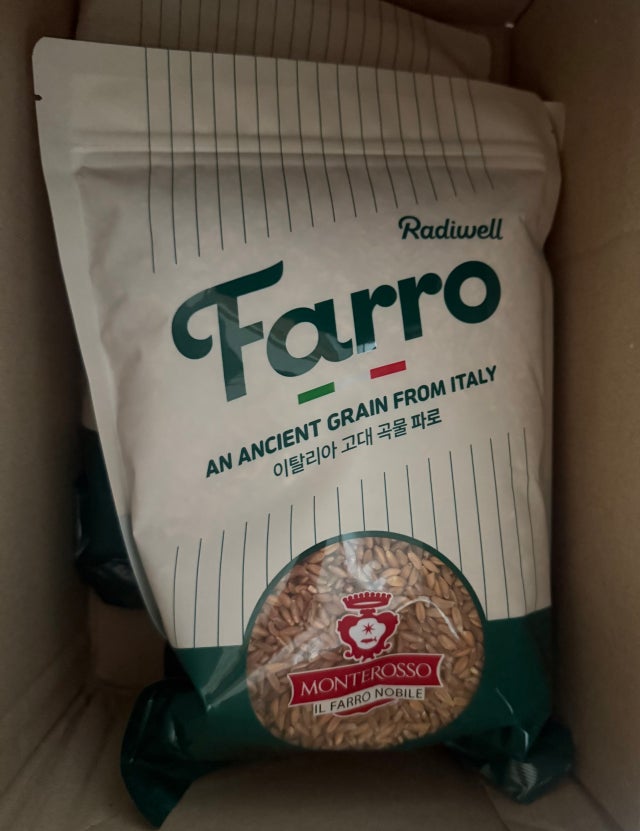 Radiwell
Farro
AN ANCIENT GRAIN FROM ITALY
이탈리아 고대 곡물 파로
MONTEROSSO
IL FARRO NOBILE